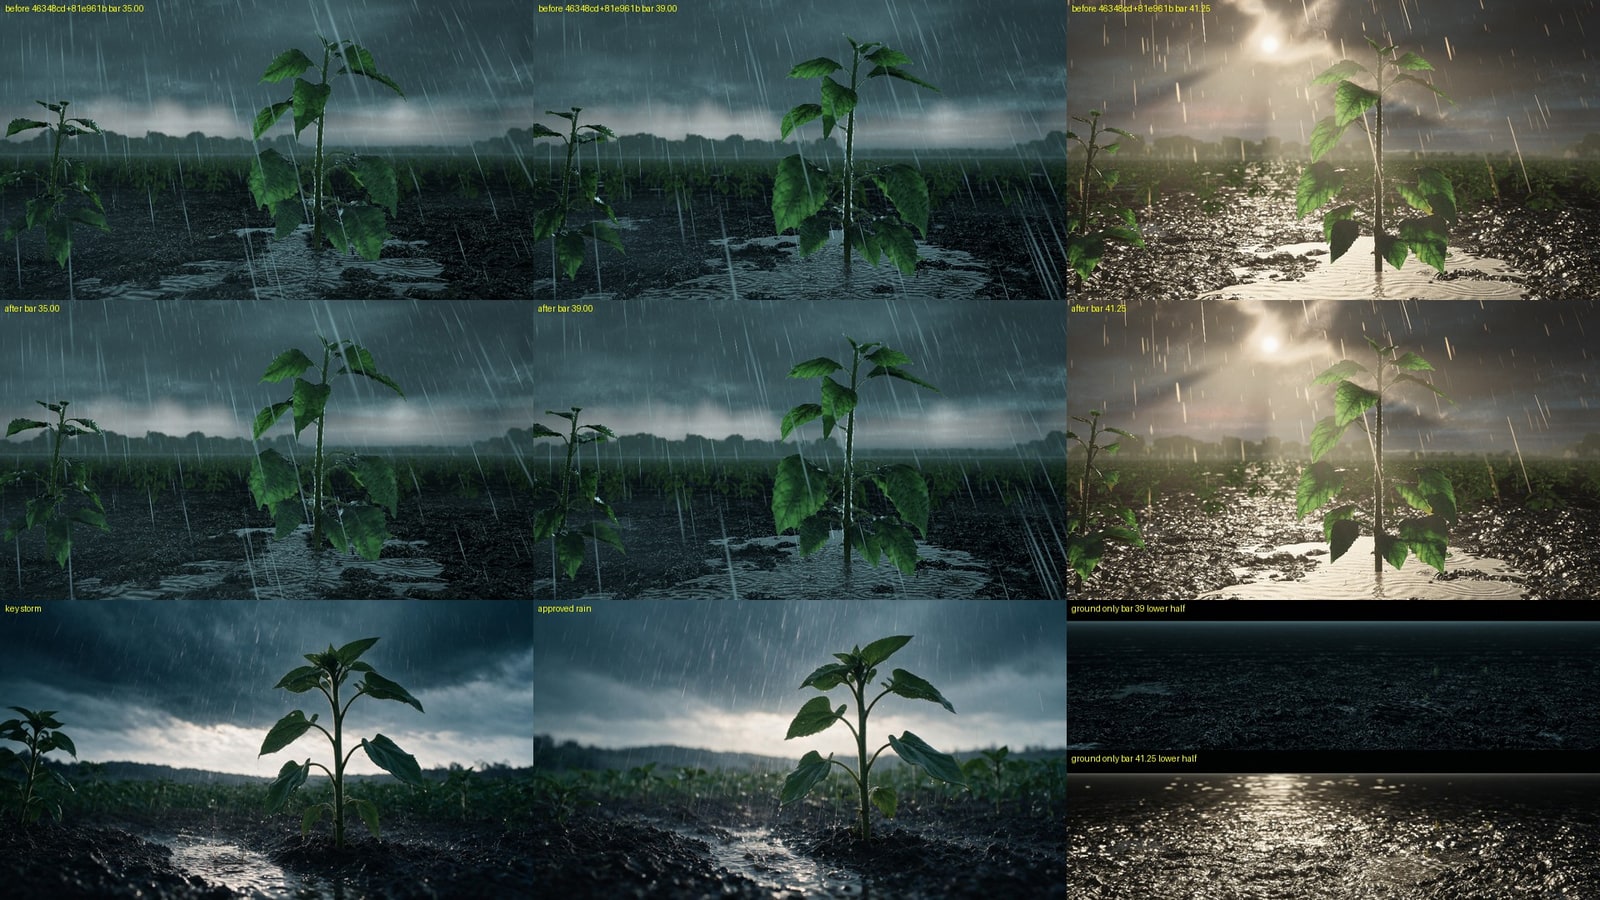 before 46348cd+81e961b bar 35.00
before 46348cd+81e961b bar 39.00
before 46348cd+81e961b bar 41.25
after bar 35.00
after bar 39.00
after bar 41.25
key storm
approved rain
ground only bar 39 lower half
ground only bar 41.25 lower half